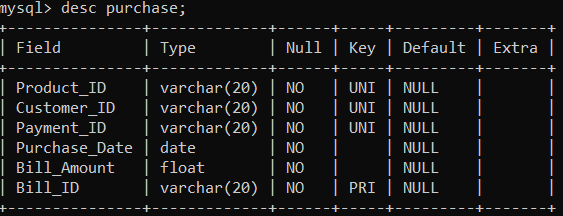 mysql> desc purchase;
+---------------+-------------+------+-----+---------+-------+
| Field         | Type        | Null | Key | Default | Extra |
+---------------+-------------+------+-----+---------+-------+
| Product_ID    | varchar(20) | NO   | UNI | NULL    |       |
| Customer_ID   | varchar(20) | NO   | UNI | NULL    |       |
| Payment_ID    | varchar(20) | NO   | UNI | NULL    |       |
| Purchase_Date | date        | NO   |     | NULL    |       |
| Bill_Amount   | float       | NO   |     | NULL    |       |
| Bill_ID       | varchar(20) | NO   | PRI | NULL    |       |
+---------------+-------------+------+-----+---------+-------+